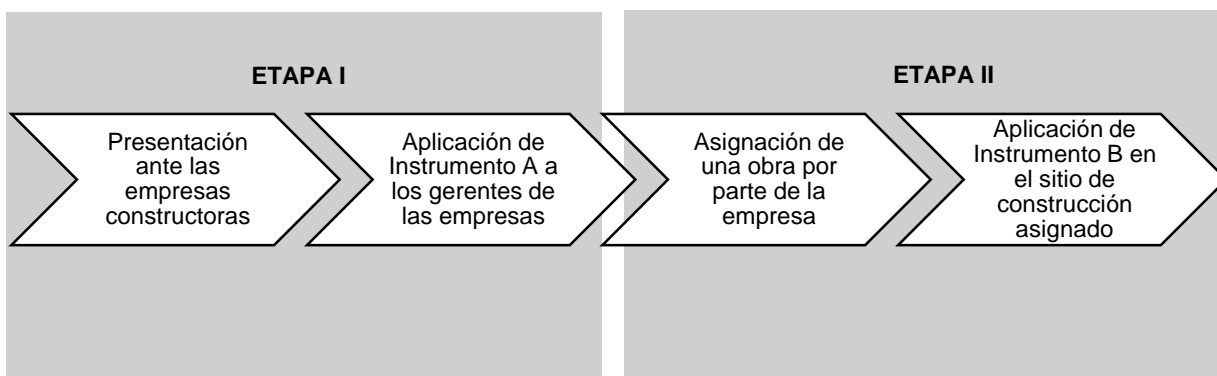 ETAPA I
Presentación
ante las
empresas
constructoras
Aplicación de
Instrumento A a
los gerentes de
las empresas
ETAPA II
Asignación de
una obra por
parte de la
empresa
Aplicación de
Instrumento B en
el sitio de
construcción
asignado